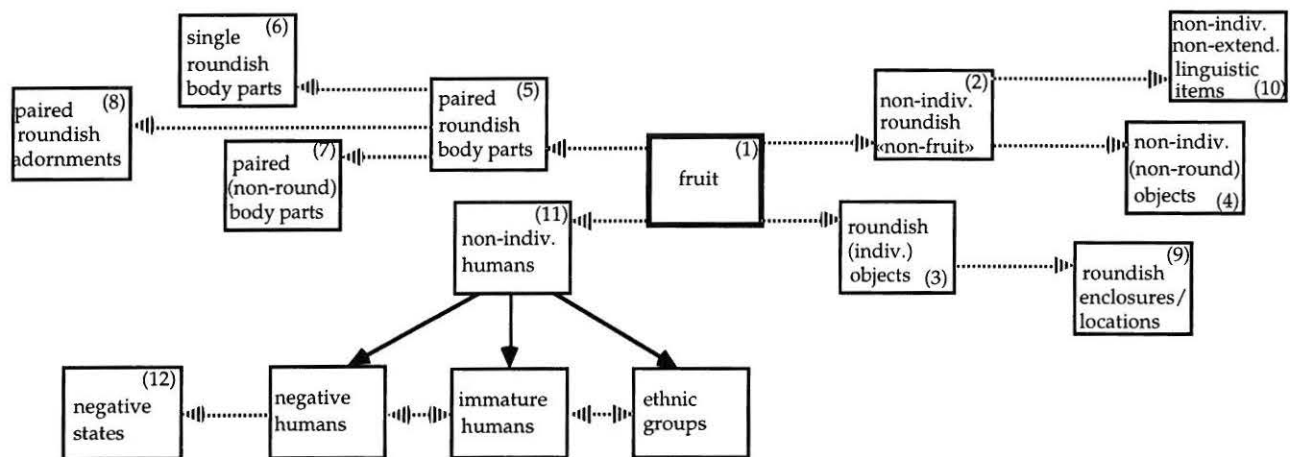 (6)
single
roundish
body parts
(8)
paired
roundish
adornments
(5)
paired
roundish
body parts
(7)
paired
(non-round)
body parts
(1)
fruit
(2)
non-indiv.
roundish
«non-fruit»
non-indiv.
non-extend.
linguistic
items (10)
non-indiv.
(non-round)
objects (4)
(11)
non-indiv.
humans
roundish
(indiv.)
objects (3)
(9)
roundish
enclosures/
locations
(12)
negative
states
negative
humans
immature
humans
ethnic
groups